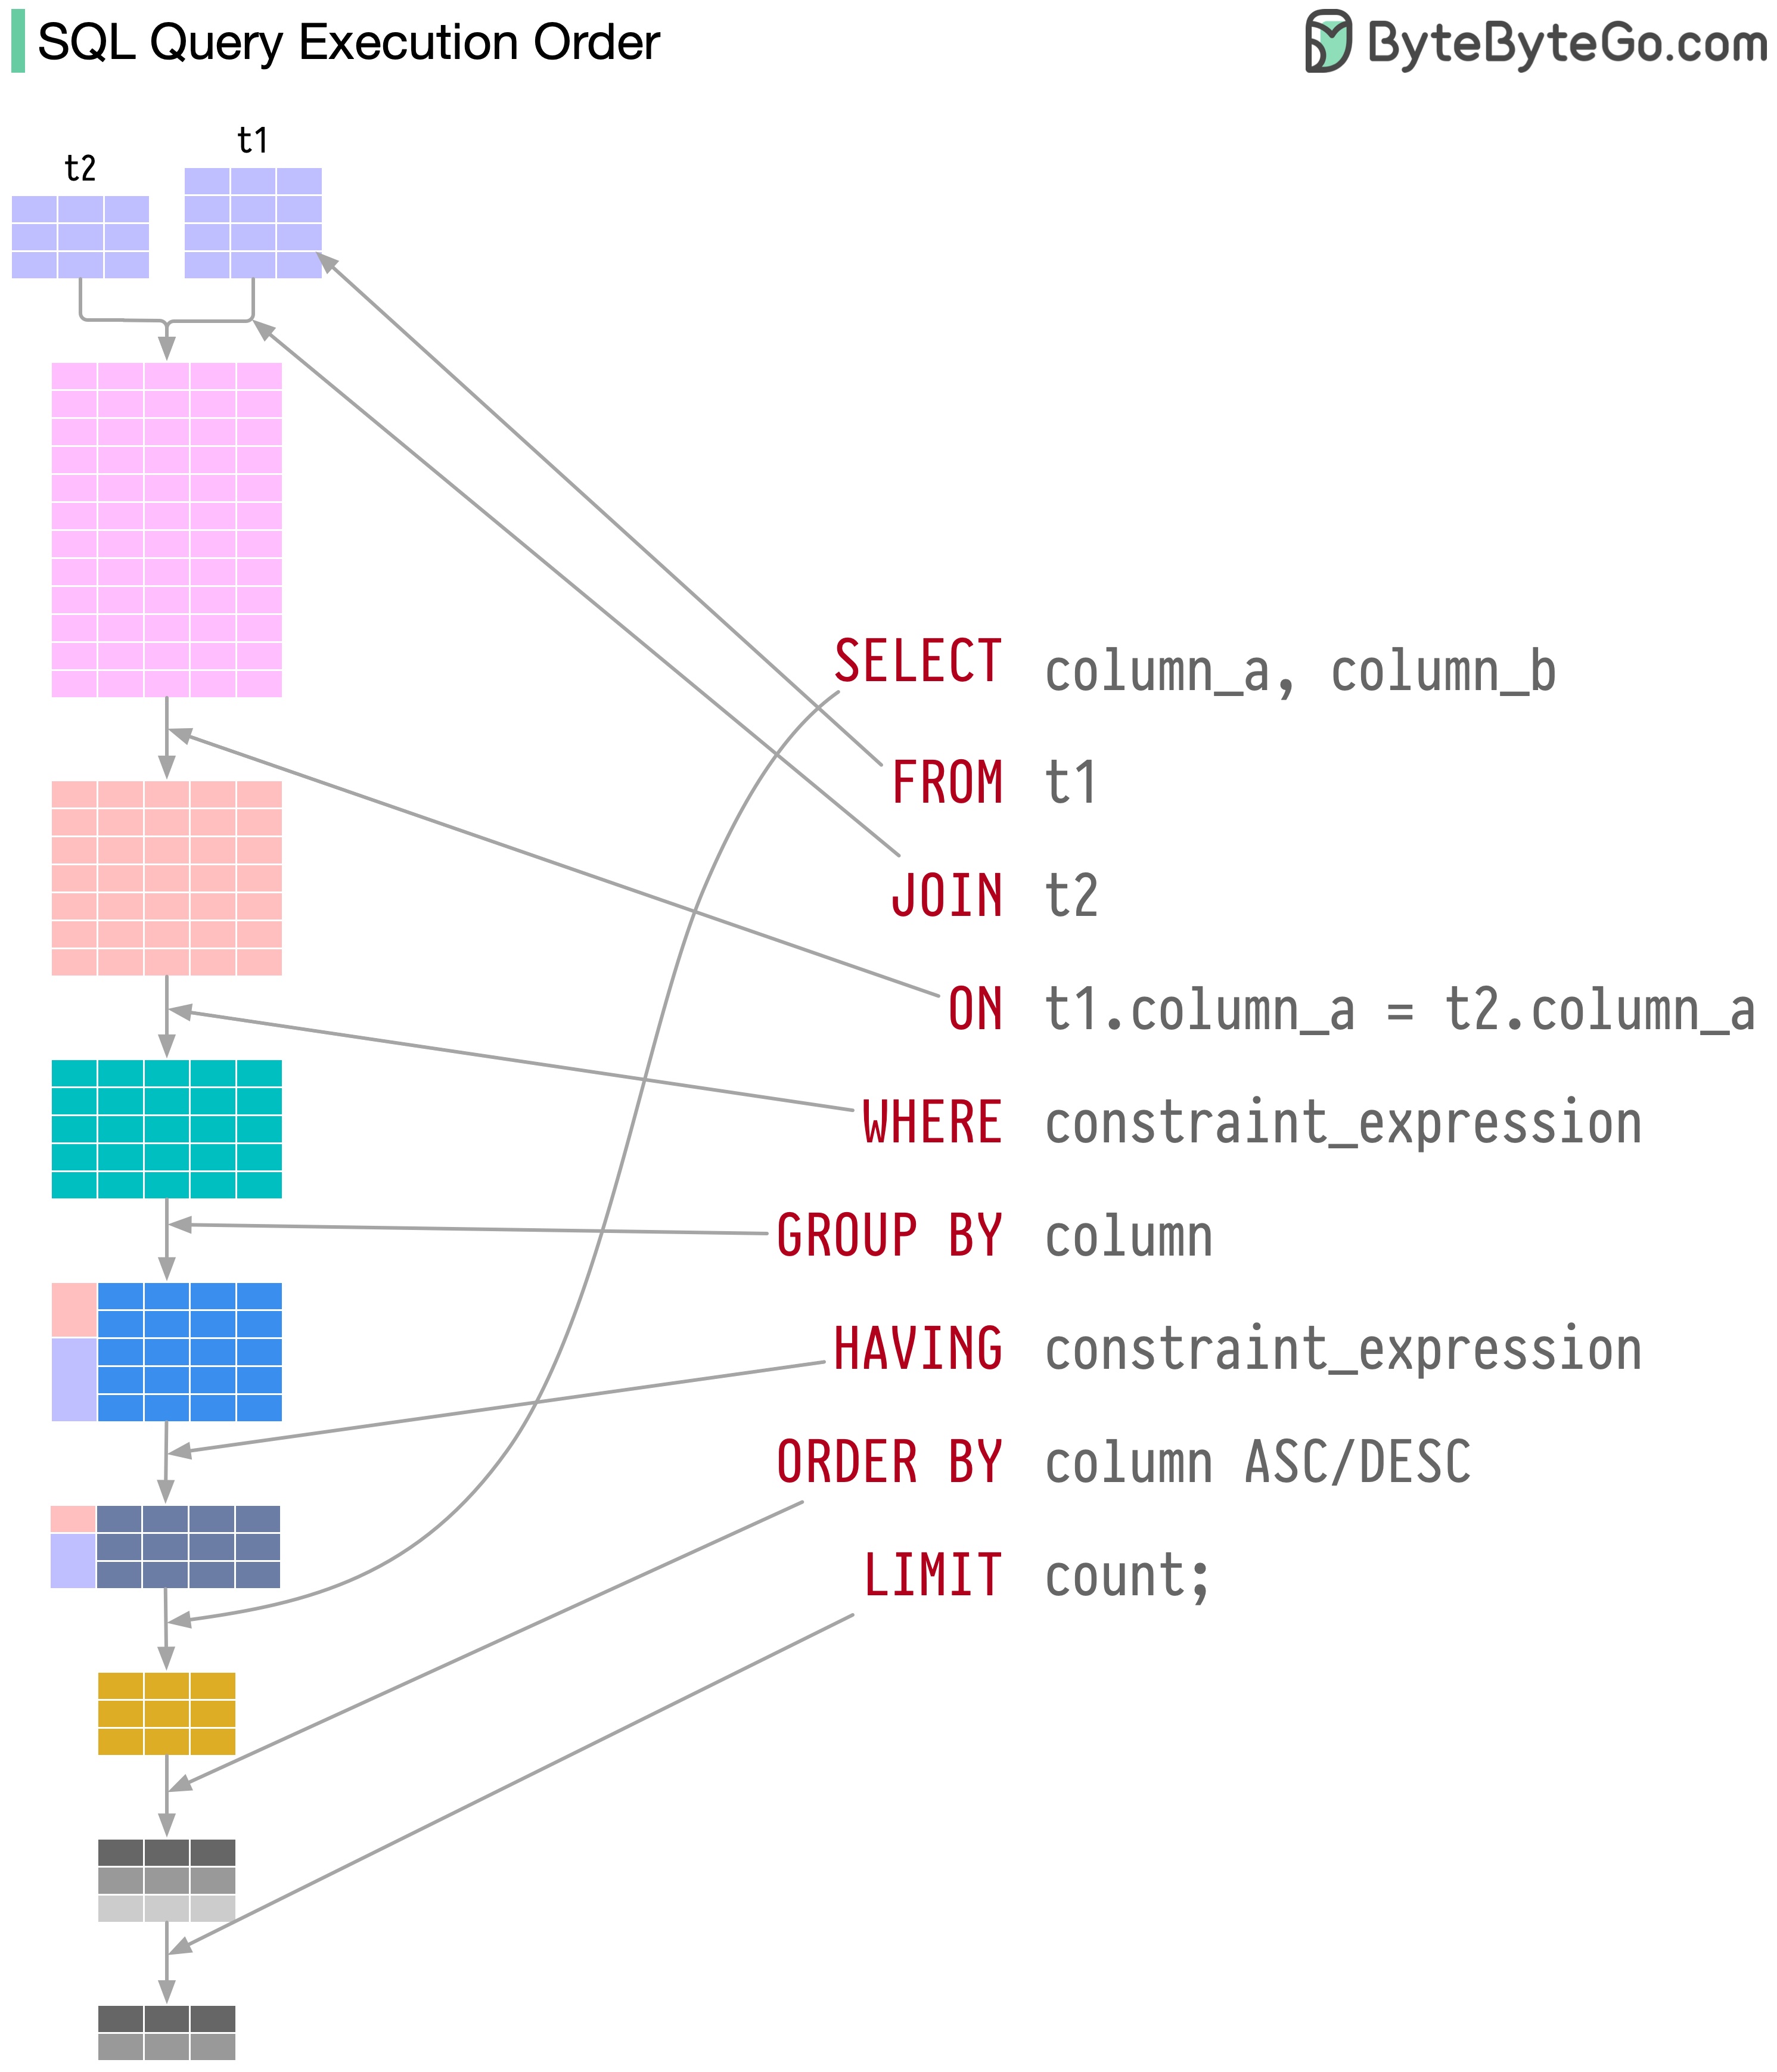 SQL Query Execution Order
ByteByteGo.com
t2
t1
SELECT column_a, column_b
FROM t1
JOIN t2
ON t1.column_a = t2.column_a
WHERE constraint_expression
GROUP BY column
HAVING constraint_expression
ORDER BY column ASC/DESC
LIMIT count;